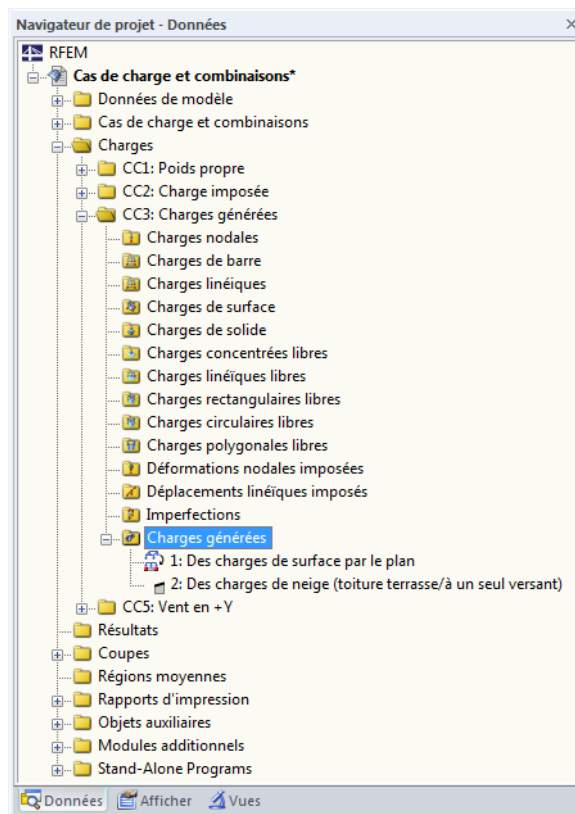 Navigateur de projet - Données
RFEM
Cas de charge et combinaisons*
Données de modèle
Cas de charge et combinaisons
Charges
CC1: Poids propre
CC2: Charge imposée
CC3: Charges générées
Charges nodales
Charges de barre
Charges linéiques
Charges de surface
Charges de solide
Charges concentrées libres
Charges linéïques libres
Charges rectangulaires libres
Charges circulaires libres
Charges polygonales libres
Déformations nodales imposées
Déplacements linéïques imposés
Imperfections
Charges générées
1: Des charges de surface par le plan
2: Des charges de neige (toiture terrasse/à un seul versant)
CC5: Vent en +Y
Résultats
Coupes
Régions moyennes
Rapports d'impression
Objets auxiliaires
Modules additionnels
Stand-Alone Programs
Données Afficher Vues